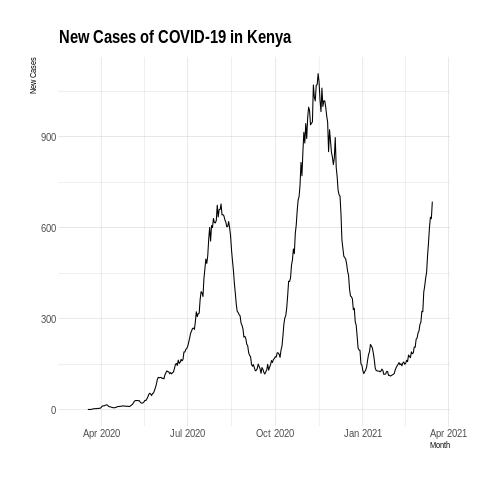 New Cases of COVID-19 in Kenya
New Cases
900
600
300
0
Apr 2020 Jul 2020 Oct 2020 Jan 2021 Apr 2021
Month